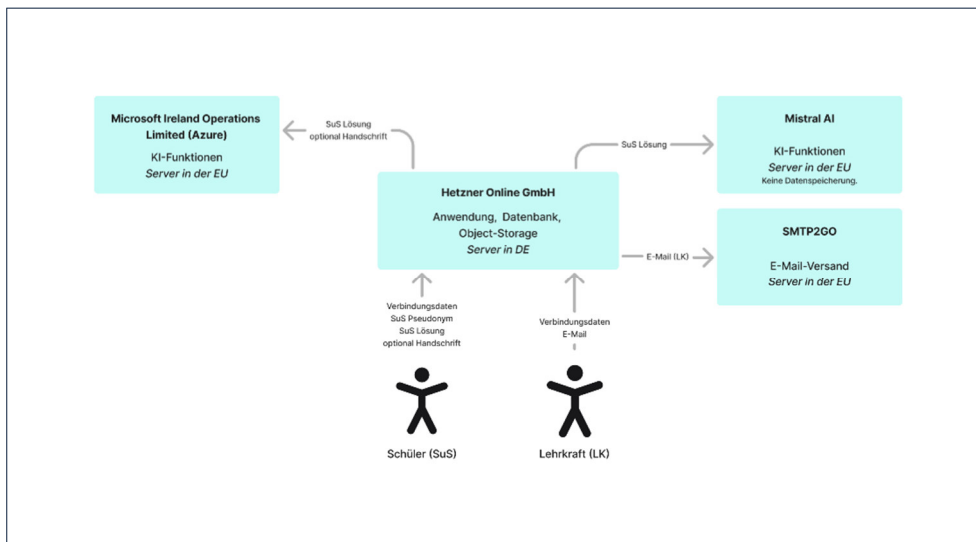 Microsoft Ireland Operations
Limited (Azure)
KI-Funktionen
Server in der EU
SuS Lösung
optional Handschrift
SuS Lösung
Mistral AI
KI-Funktionen
Server in der EU
Keine Datenspeicherung.
Hetzner Online GmbH
Anwendung, Datenbank,
Object-Storage
Server in DE
E-Mail (LK)
SMTP2GO
E-Mail-Versand
Server in der EU
Verbindungsdaten
SuS Pseudonym
SuS Lösung
optional Handschrift
Verbindungsdaten
E-Mail
Schüler (SuS)
Lehrkraft (LK)